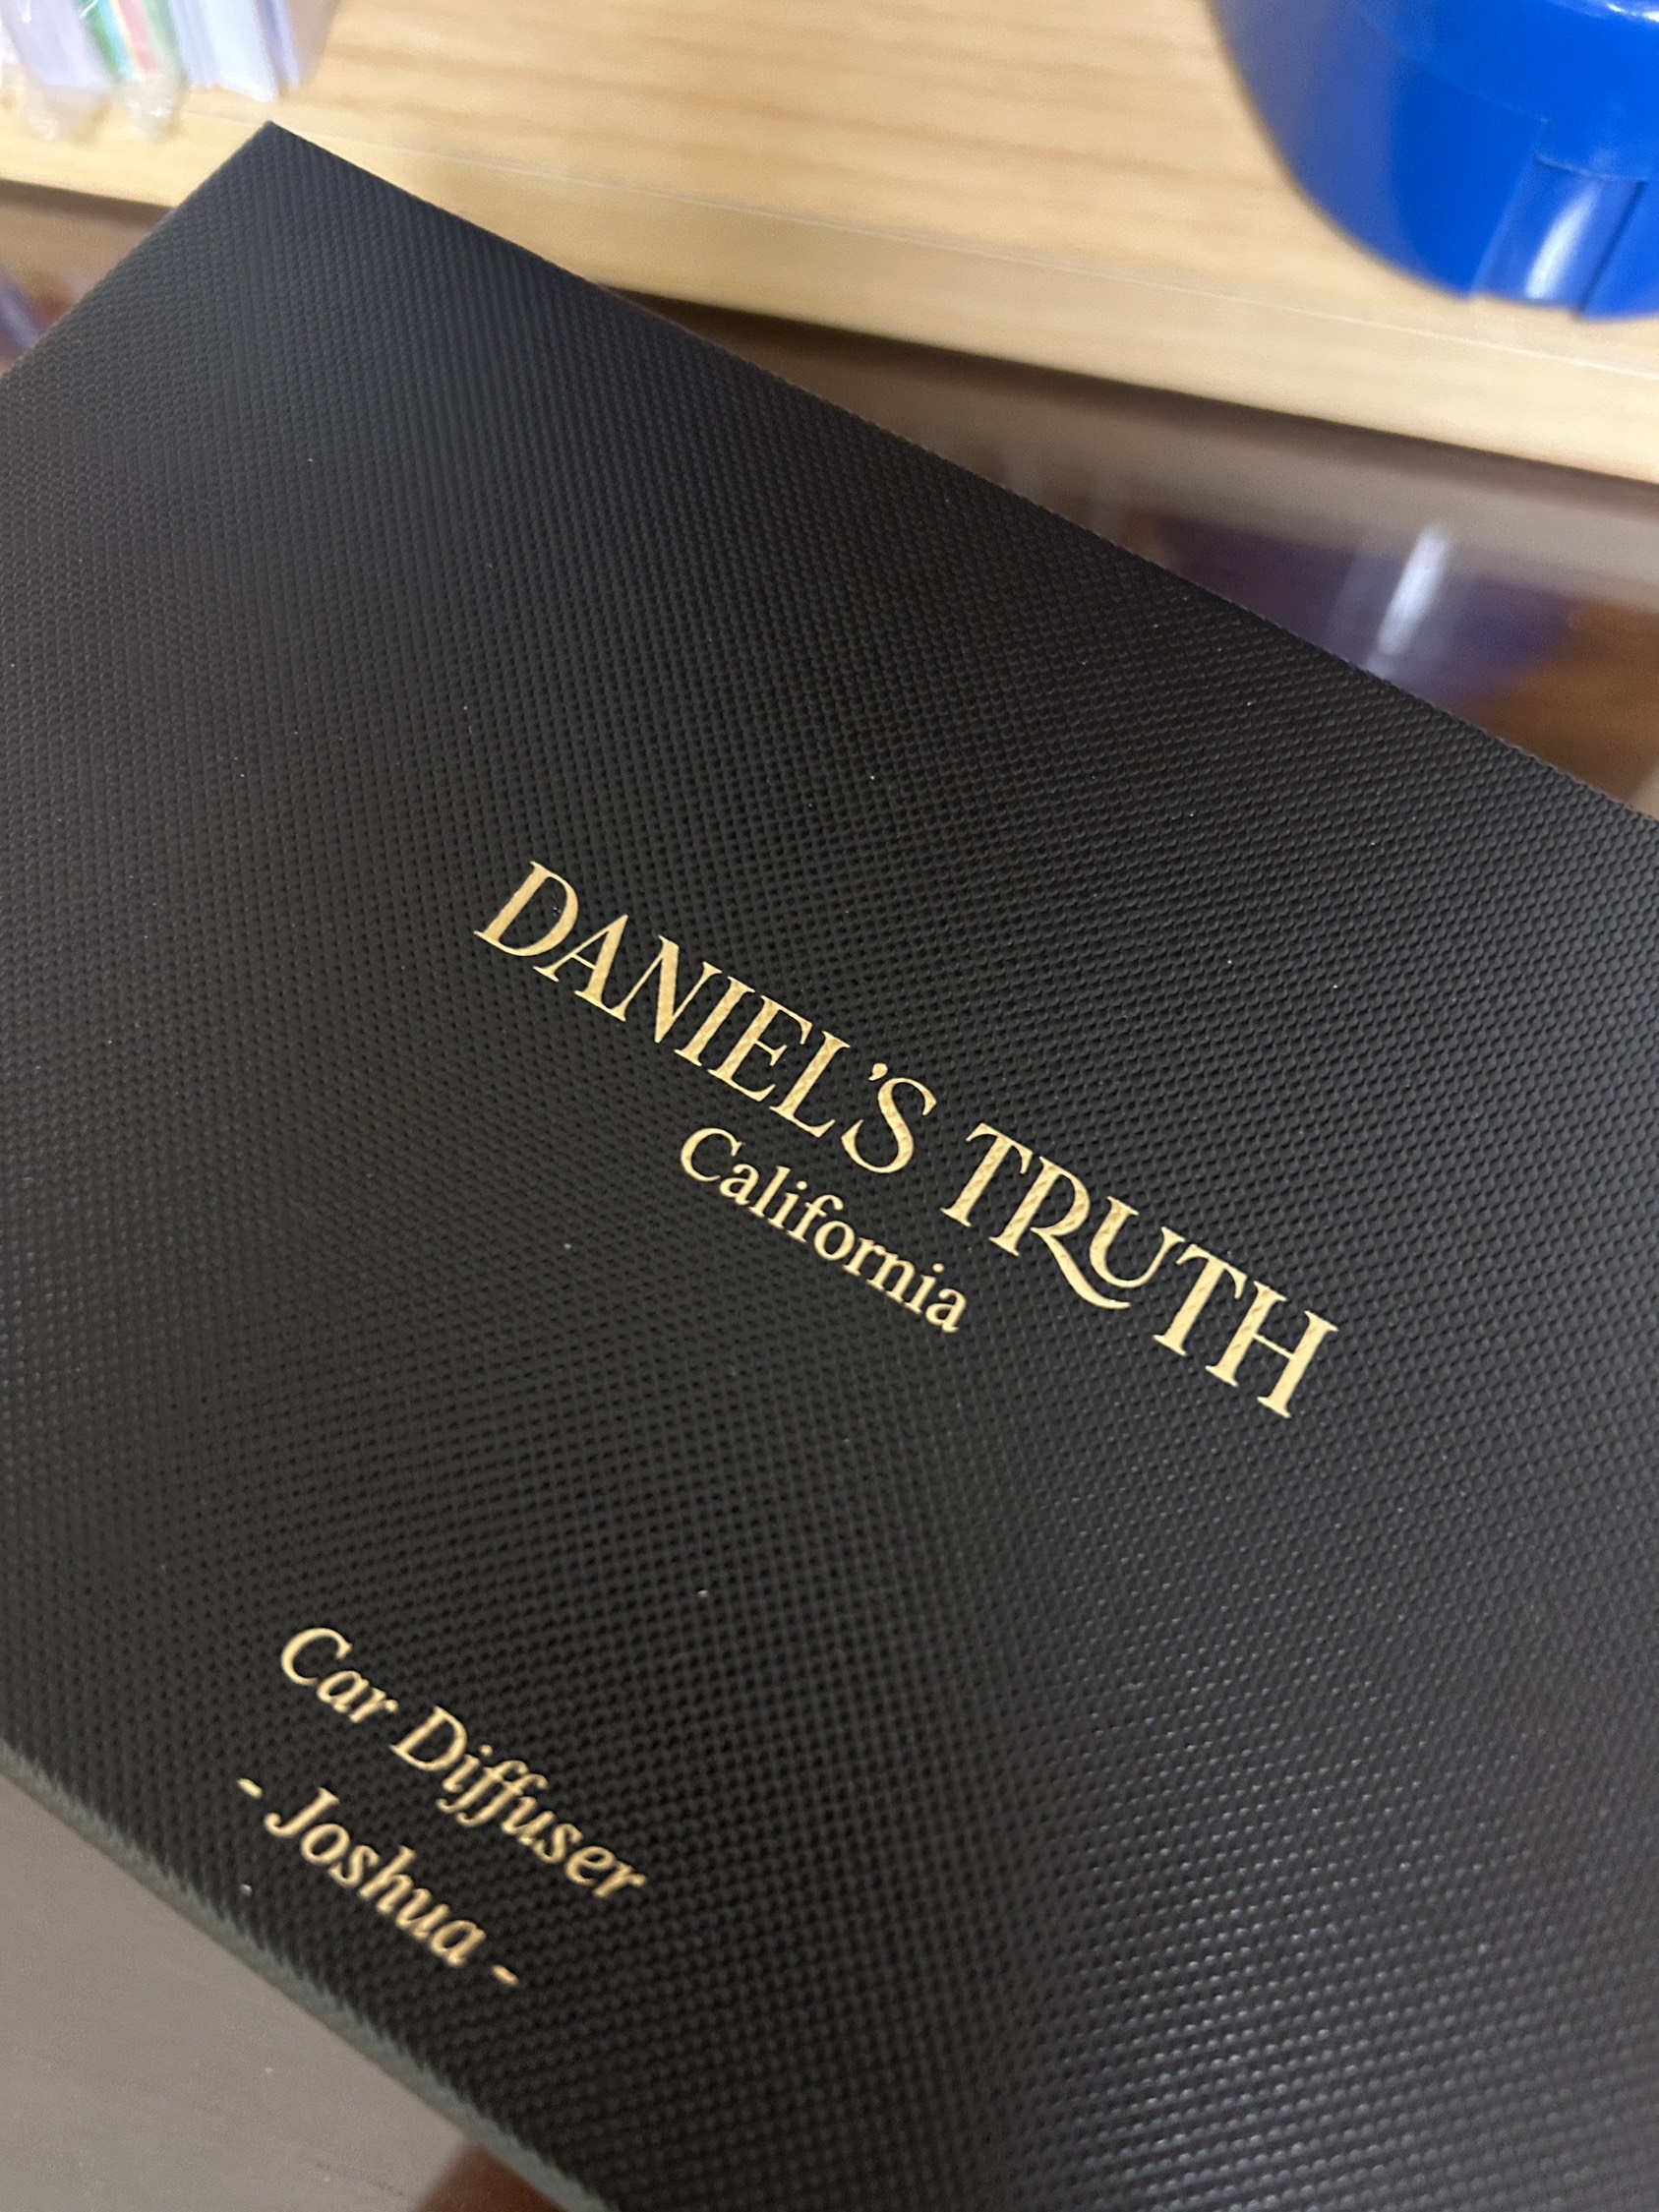 DANIEL'S TRUTH
California
Car Diffuser
- Joshua -